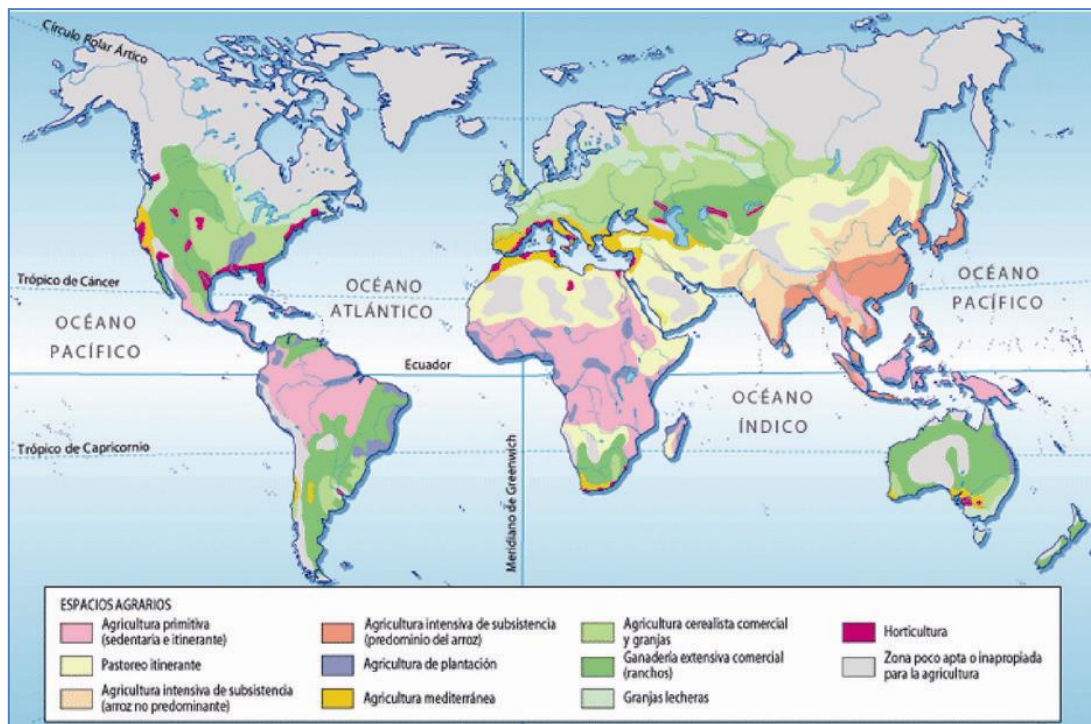 Círculo Polar Ártico
Trópico de Cáncer
OCÉANO
ATLÁNTICO
OCÉANO
PACÍFICO
OCÉANO
PACÍFICO
Ecuador
OCÉANO
ÍNDICO
Trópico de Capricornio
Meridiano de Greenwich
ESPACIOS AGRARIOS
Agricultura primitiva
(sedentaria e itinerante)
Pastoreo itinerante
Agricultura intensiva de subsistencia
(arroz no predominante)
Agricultura intensiva de subsistencia
(predominio del arroz)
Agricultura de plantación
Agricultura mediterránea
Agricultura cerealista comercial
y granjas
Ganadería extensiva comercial
(ranchos)
Granjas lecheras
Horticultura
Zona poco apta o inapropiada
para la agricultura